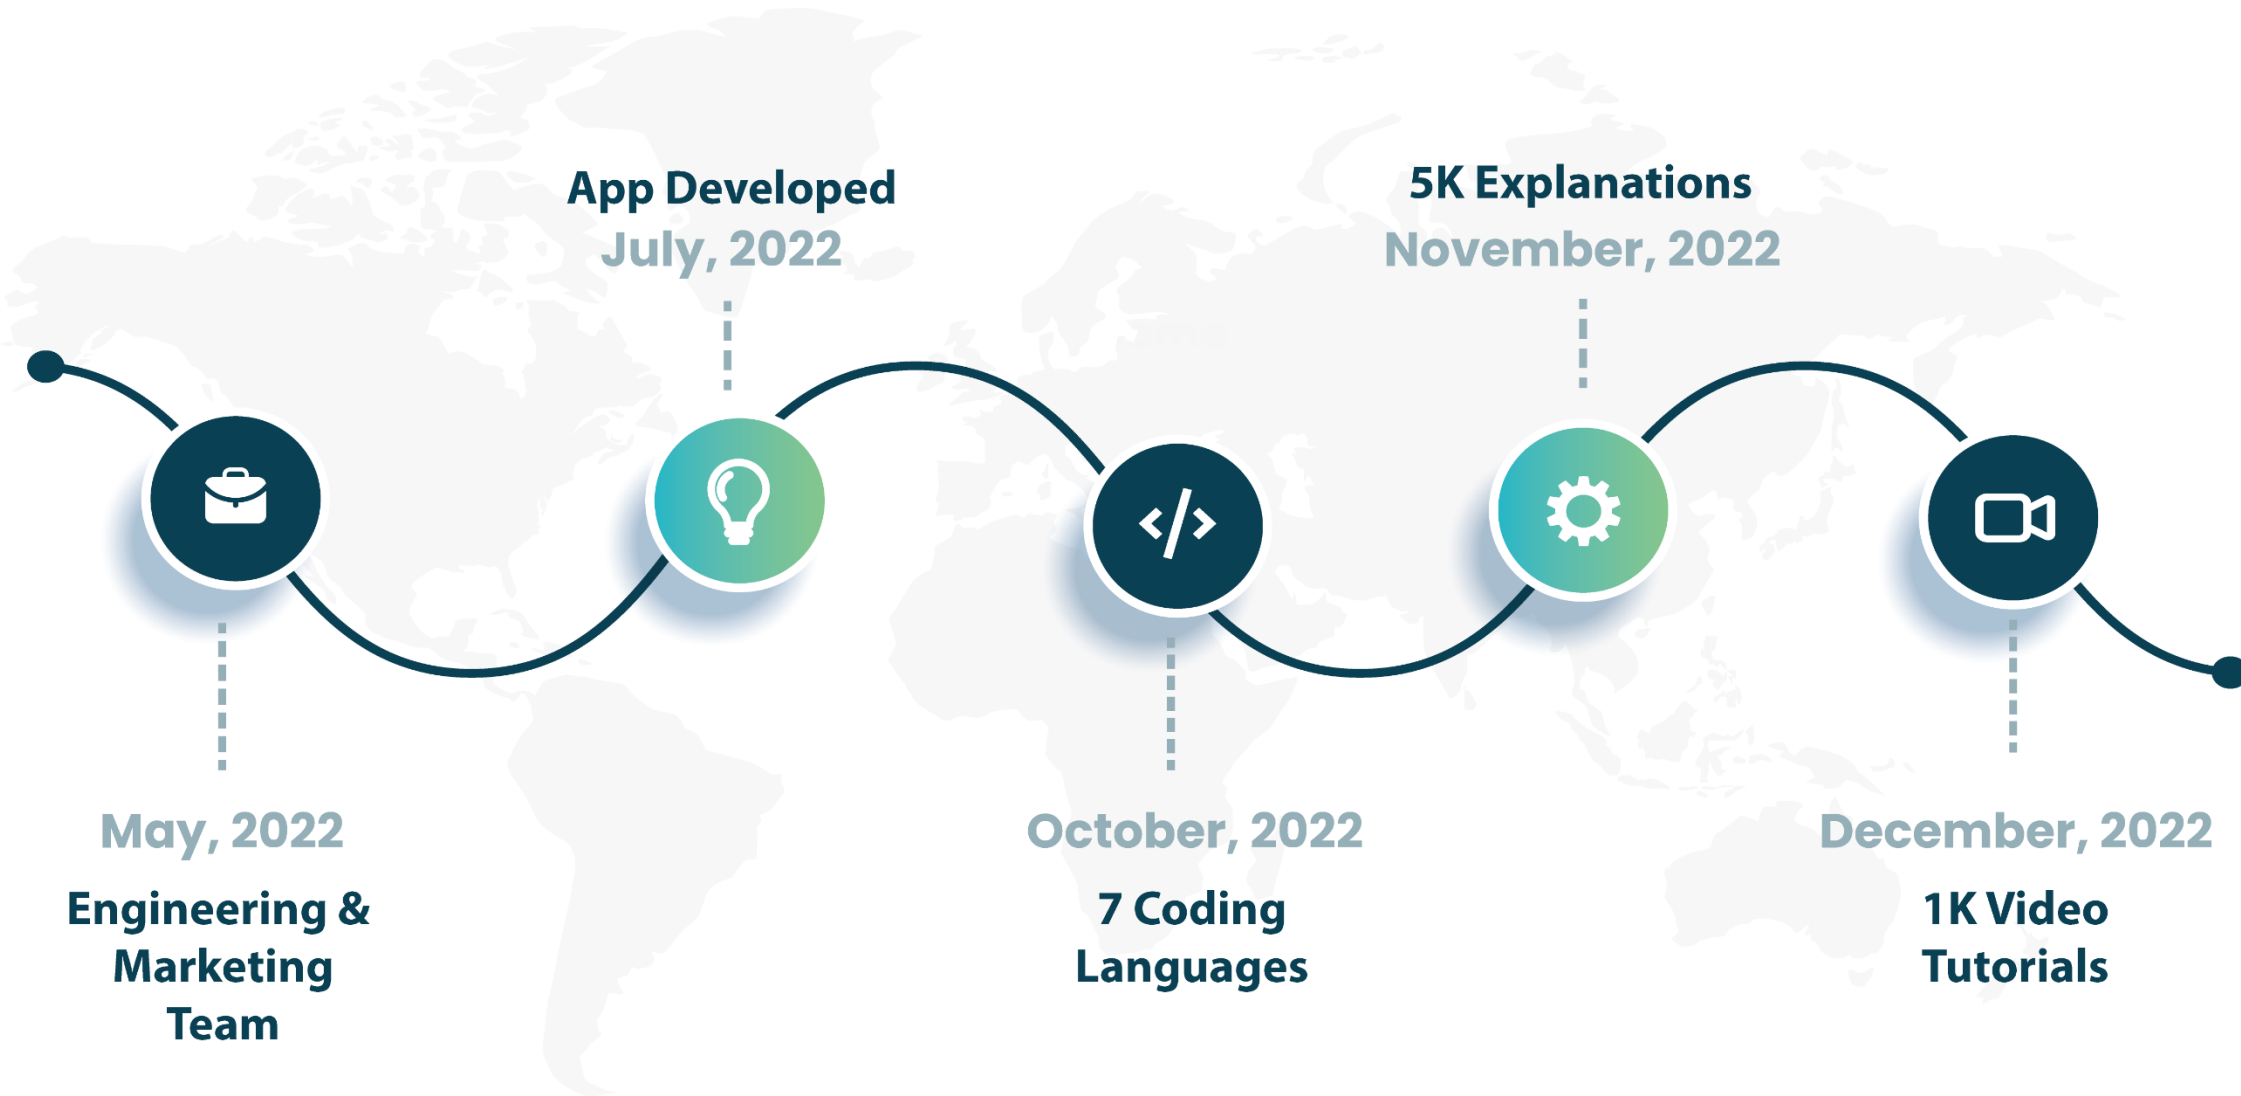 App Developed
July, 2022
5K Explanations
November, 2022
May, 2022
Engineering &
Marketing
Team
October, 2022
7 Coding
Languages
December, 2022
1K Video
Tutorials